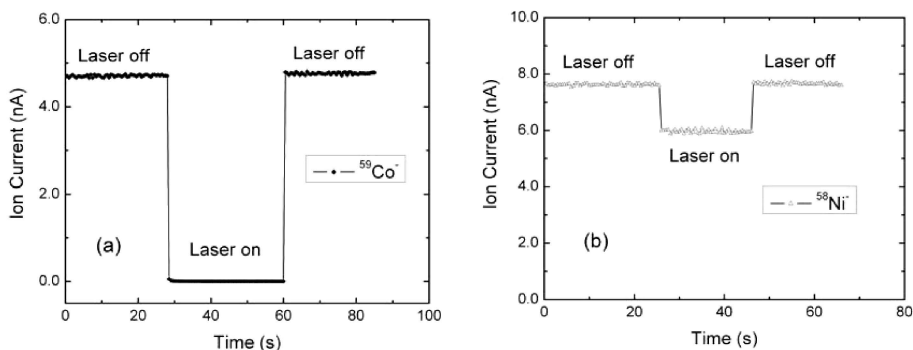 6.0
4.0
2.0
0.0
Ion Current (nA)
Laser off
Laser off
—●— ⁵⁹Co⁻
(a)
Laser on
0
20
40
60
80
100
Time (s)
10.0
8.0
6.0
4.0
2.0
0.0
Ion Current (nA)
Laser off
Laser off
Laser on
—△— ⁵⁸Ni⁻
(b)
0
20
40
60
80
Time (s)